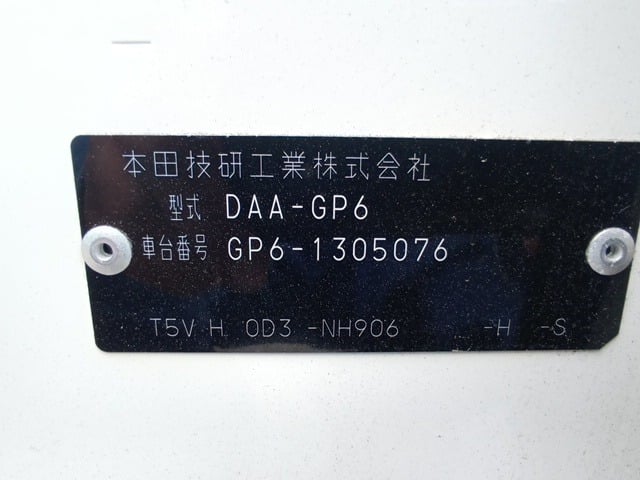 本田技研工業株式会社
型式 DAA-GP6
車台番号 GP6-1305076
T5V H 0D3 -NH906 -H -S